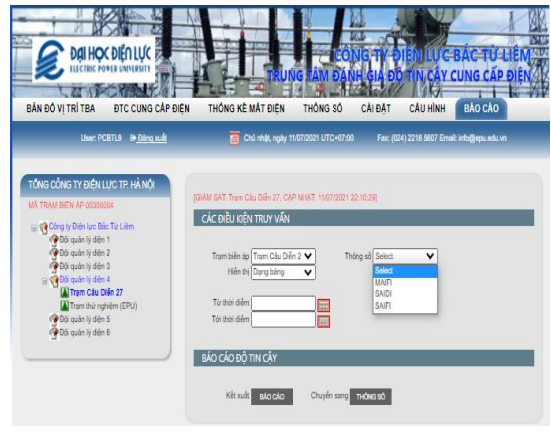 ĐẠI HỌC ĐIỆN LỰC
ELECTRIC POWER UNIVERSITY
CÔNG TY ĐIỆN LỰC BẮC TỪ LIÊM
TRUNG TÂM ĐÁNH GIÁ ĐỘ TIN CẬY CUNG CẤP ĐIỆN
BẢN ĐỒ VỊ TRÍ TBA ĐTC CUNG CẤP ĐIỆN THỐNG KÊ MẤT ĐIỆN THÔNG SỐ CÀI ĐẶT CẤU HÌNH BÁO CÁO
User: PCBTL9 Đăng xuất Chủ nhật, ngày 11/07/2021 UTC+07:00 Fax: (024) 2218 5607 Email: info@epu.edu.vn
TỔNG CÔNG TY ĐIỆN LỰC TP. HÀ NỘI
MÃ TRẠM BIẾN ÁP 00300004
Công ty Điện lực Bắc Từ Liêm
Đội quản lý điện 1
Đội quản lý điện 2
Đội quản lý điện 3
Đội quản lý điện 4
Trạm Cầu Diễn 27
Trạm thử nghiệm (EPU)
Đội quản lý điện 5
Đội quản lý điện 6
[GIÁM SÁT: Trạm Cầu Diễn 27, CẬP NHẬT: 11/07/2021 22:10:29]
CÁC ĐIỀU KIỆN TRUY VẤN
Trạm biến áp Trạm Cầu Diễn 2 Thông số Select
Hiển thị Dạng bảng
Select
MAIFI
SAIDI
SAIFI
Từ thời điểm
Tới thời điểm
BÁO CÁO ĐỘ TIN CẬY
Kết xuất BÁO CÁO Chuyển sang THÔNG SỐ